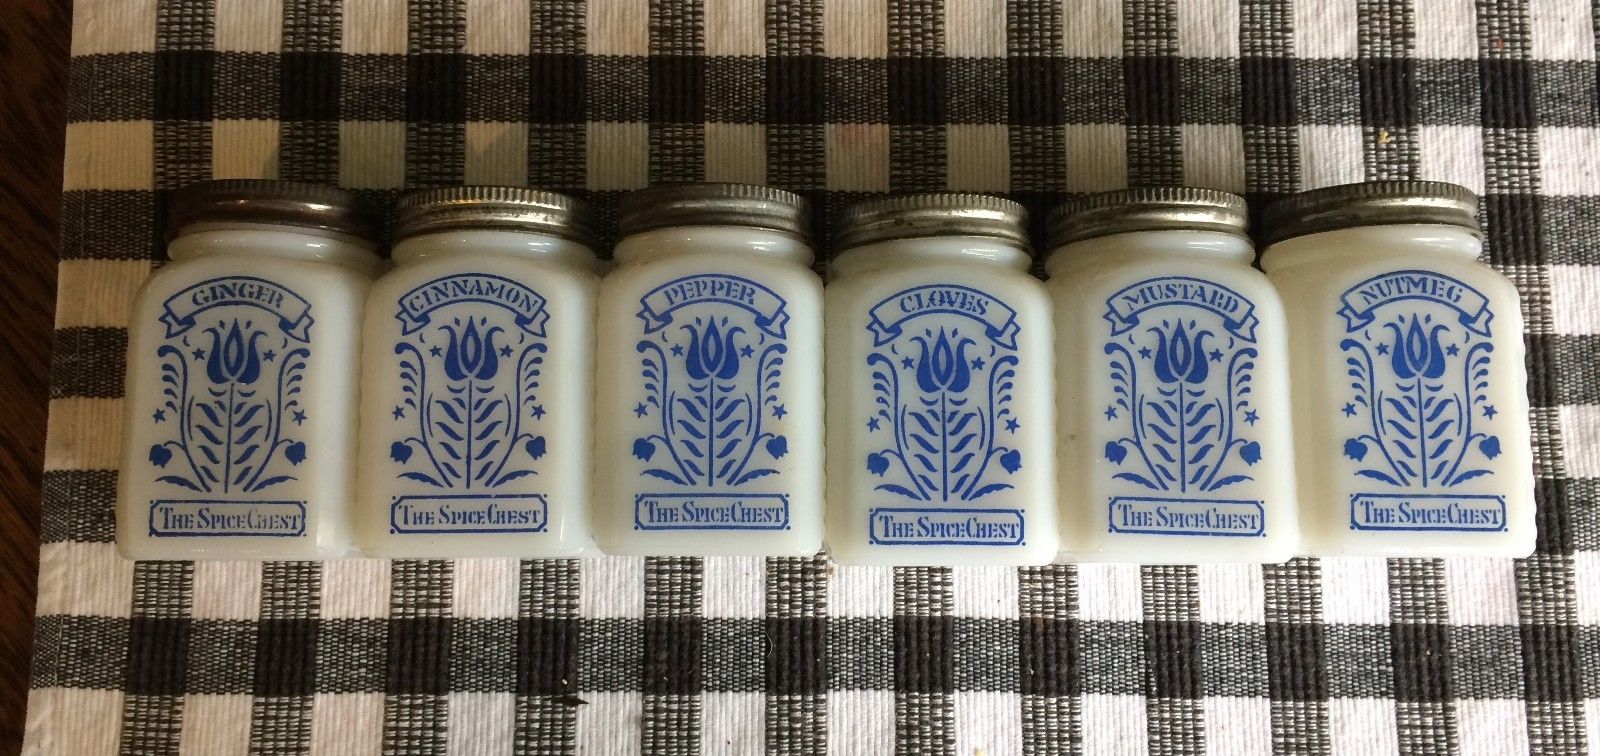 GINGER
THE SPICE CHEST
CINNAMON
THE SPICE CHEST
PEPPER
THE SPICE CHEST
CLOVES
THE SPICE CHEST
MUSTARD
THE SPICE CHEST
NUTMEG
THE SPICE CHEST